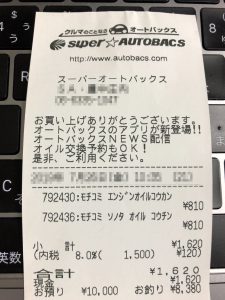 クルマのことなら オートバックス
super☆AUTOBACS
http://www.autobacs.com
スーパーオートバックス
お買い上げありがとうございます。
オートバックスのアプリが新登場!!
オートバックスNEWS配信
オイル交換予約もOK!
是非、ご利用ください。
792430:モチコミ エンジンオイルコウカン
¥810
792436:モチコミ ソノタ オイル コウチン
¥810
小 計 ¥1,620
(内税 8.0%( 1,500) ¥120)
合計 ¥1,620
現金 ¥1,620
お預り ¥10,000 お釣り ¥8,380
英数